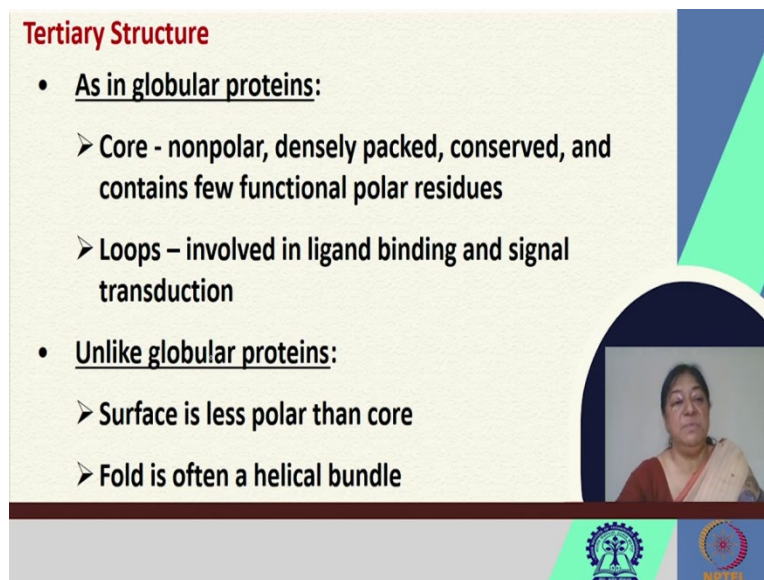 Tertiary Structure
• As in globular proteins:
➢ Core - nonpolar, densely packed, conserved, and
contains few functional polar residues
➢ Loops – involved in ligand binding and signal
transduction
• Unlike globular proteins:
➢ Surface is less polar than core
➢ Fold is often a helical bundle
NPTEL